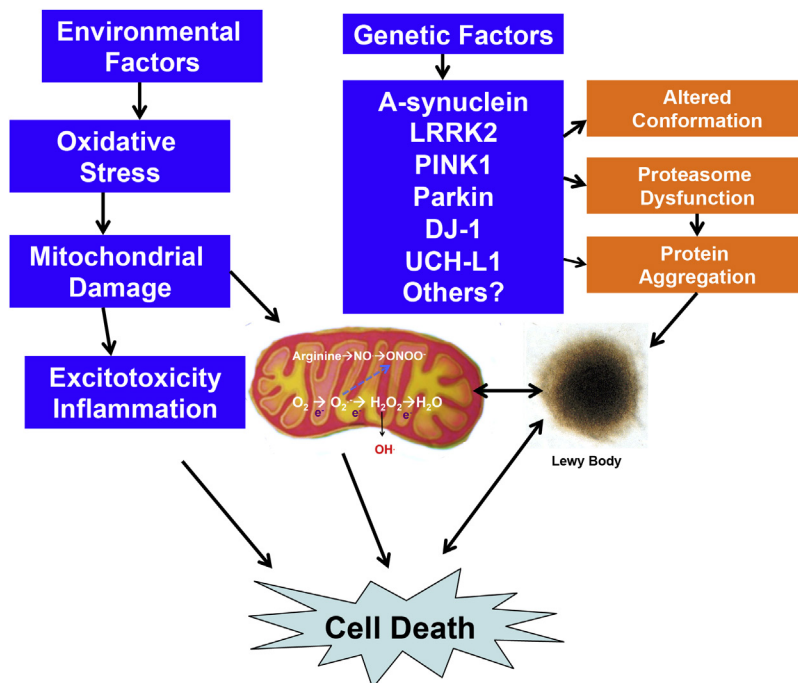 Environmental
Factors
Oxidative
Stress
Mitochondrial
Damage
Excitotoxicity
Inflammation
Genetic Factors
A-synuclein
LRRK2
PINK1
Parkin
DJ-1
UCH-L1
Others?
Altered
Conformation
Proteasome
Dysfunction
Protein
Aggregation
Arginine→NO→ONOO⁻
O₂→O₂·⁻→H₂O₂→H₂O
e⁻ e⁻ e⁻
OH·
Lewy Body
Cell Death